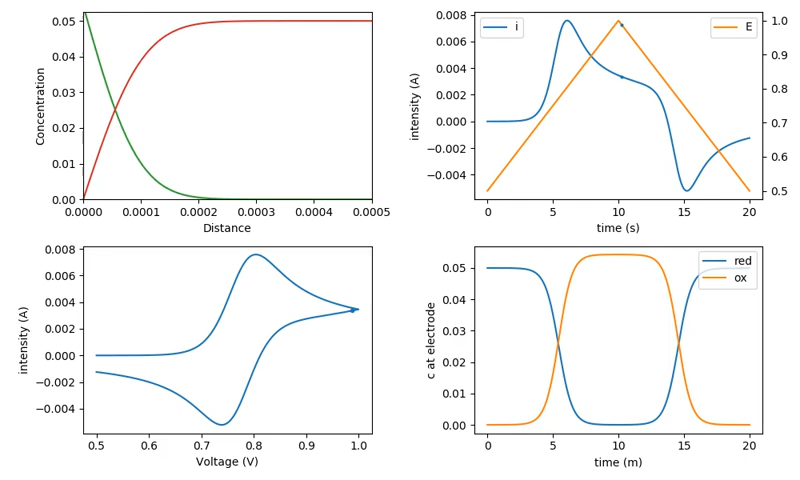 0.05
0.04
0.03
0.02
0.01
0.00
Concentration
0.0000 0.0001 0.0002 0.0003 0.0004 0.0005
Distance
0.008
0.006
0.004
0.002
0.000
−0.002
−0.004
intensity (A)
i
E
1.0
0.9
0.8
0.7
0.6
0.5
0 5 10 15 20
time (s)
0.008
0.006
0.004
0.002
0.000
−0.002
−0.004
intensity (A)
0.5 0.6 0.7 0.8 0.9 1.0
Voltage (V)
0.05
0.04
0.03
0.02
0.01
0.00
c at electrode
red
ox
0 5 10 15 20
time (m)